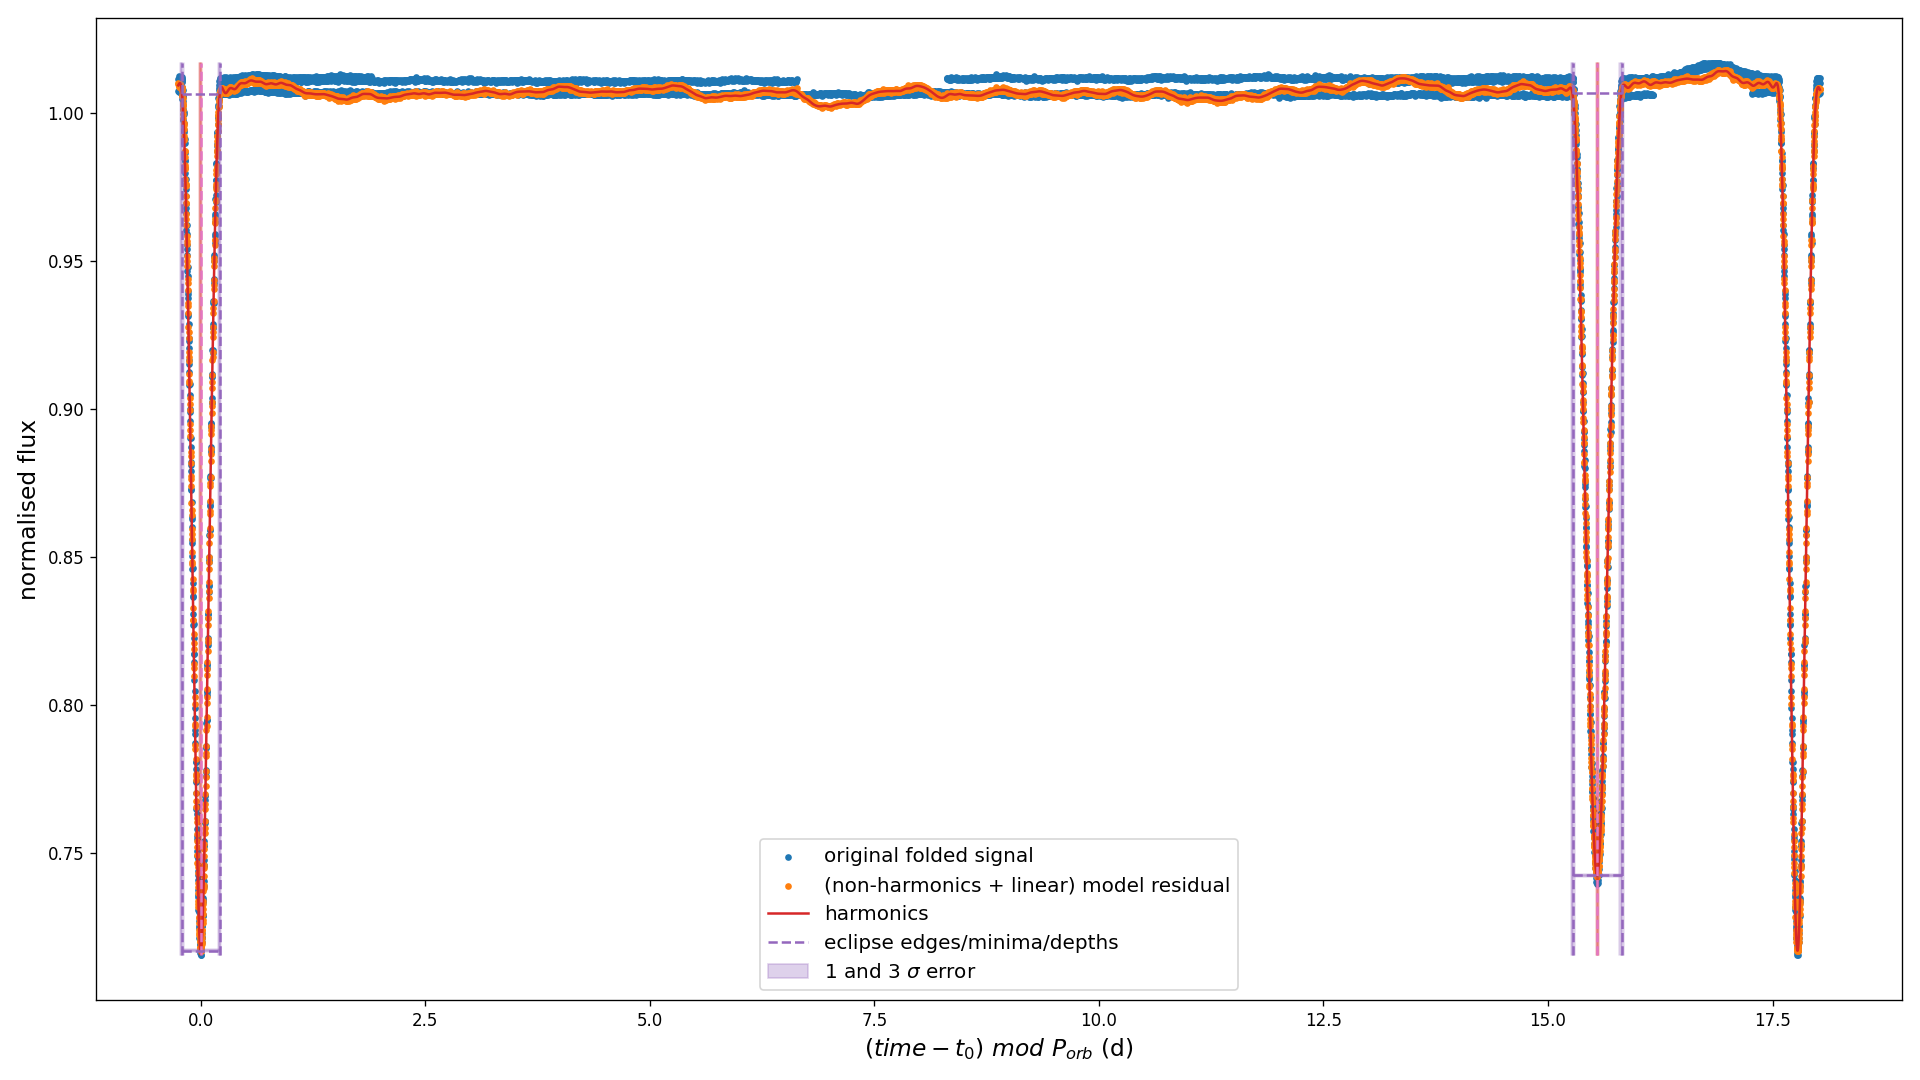 normalised flux
1.00
0.95
0.90
0.85
0.80
0.75
original folded signal
(non-harmonics + linear) model residual
harmonics
eclipse edges/minima/depths
1 and 3 σ error
0.0 2.5 5.0 7.5 10.0 12.5 15.0 17.5
(time − t₀) mod Pₒᵣb (d)